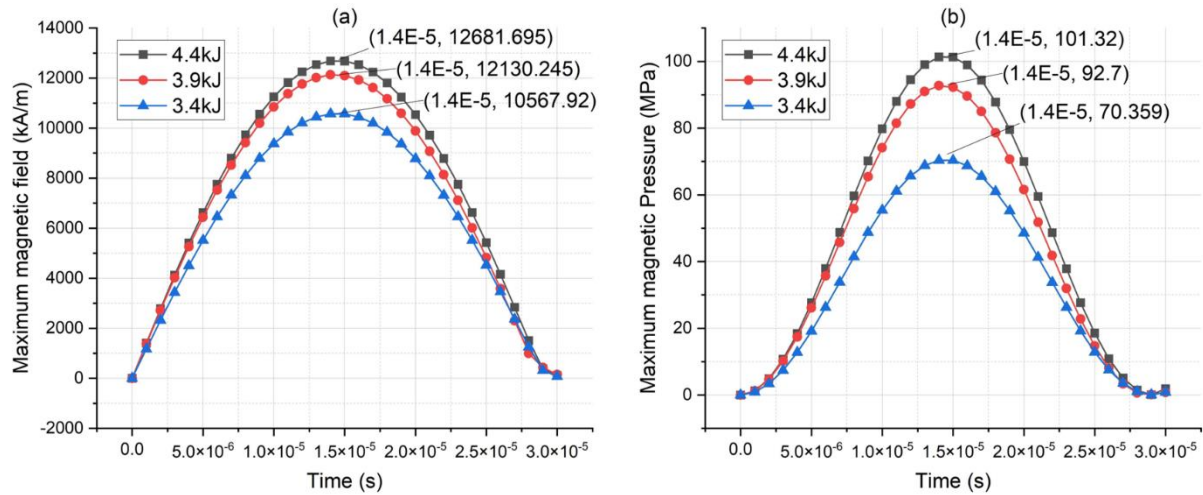 (a)
Maximum magnetic field (kA/m)
14000
12000
10000
8000
6000
4000
2000
0
-2000
4.4kJ
3.9kJ
3.4kJ
(1.4E-5, 12681.695)
(1.4E-5, 12130.245)
(1.4E-5, 10567.92)
0.0
5.0×10⁻⁶
1.0×10⁻⁵
1.5×10⁻⁵
2.0×10⁻⁵
2.5×10⁻⁵
3.0×10⁻⁵
Time (s)
(b)
Maximum magnetic Pressure (MPa)
100
80
60
40
20
0
4.4kJ
3.9kJ
3.4kJ
(1.4E-5, 101.32)
(1.4E-5, 92.7)
(1.4E-5, 70.359)
0.0
5.0×10⁻⁶
1.0×10⁻⁵
1.5×10⁻⁵
2.0×10⁻⁵
2.5×10⁻⁵
3.0×10⁻⁵
Time (s)